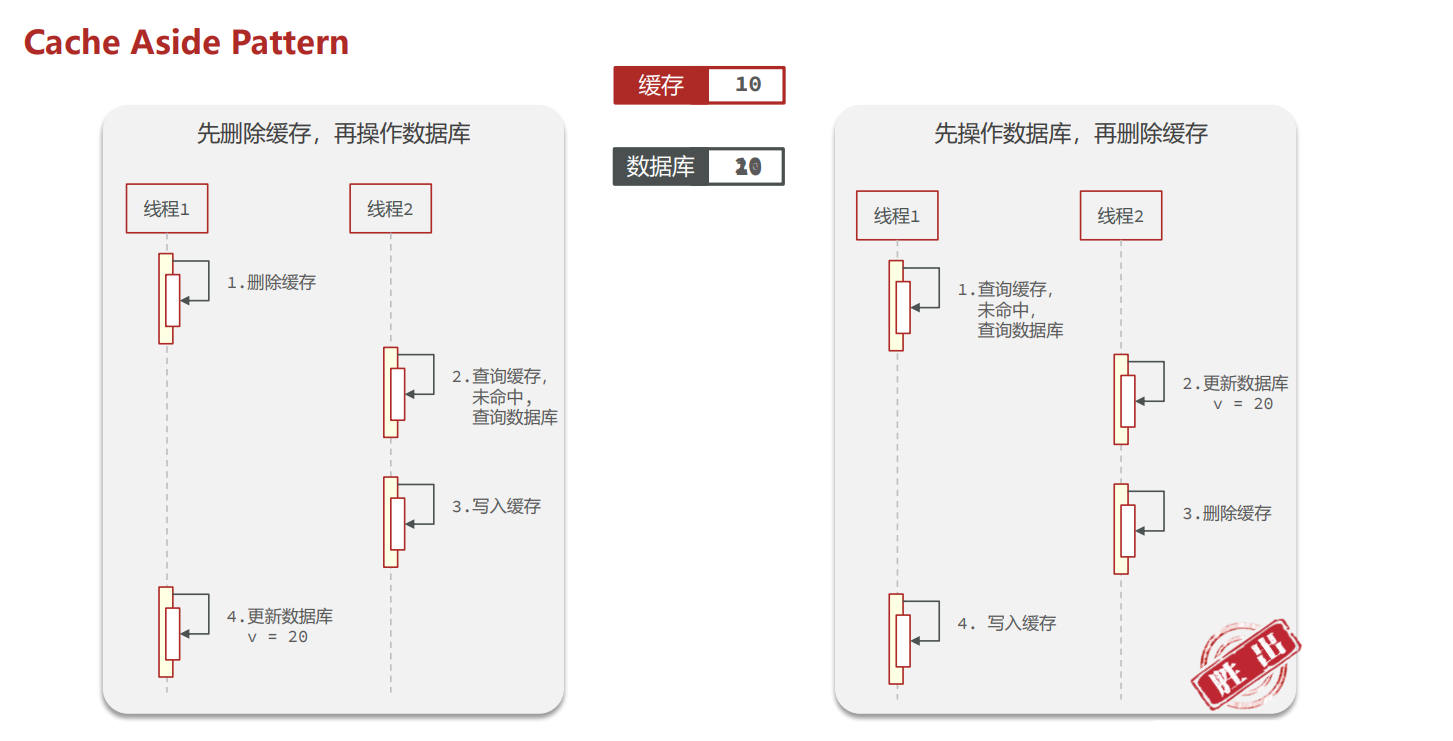 Cache Aside Pattern
缓存 10
数据库
先删除缓存，再操作数据库
线程1
线程2
1.删除缓存
2.查询缓存，
未命中，
查询数据库
3.写入缓存
4.更新数据库
v = 20
先操作数据库，再删除缓存
线程1
线程2
1.查询缓存，
未命中，
查询数据库
2.更新数据库
v = 20
3.删除缓存
4. 写入缓存
胜出